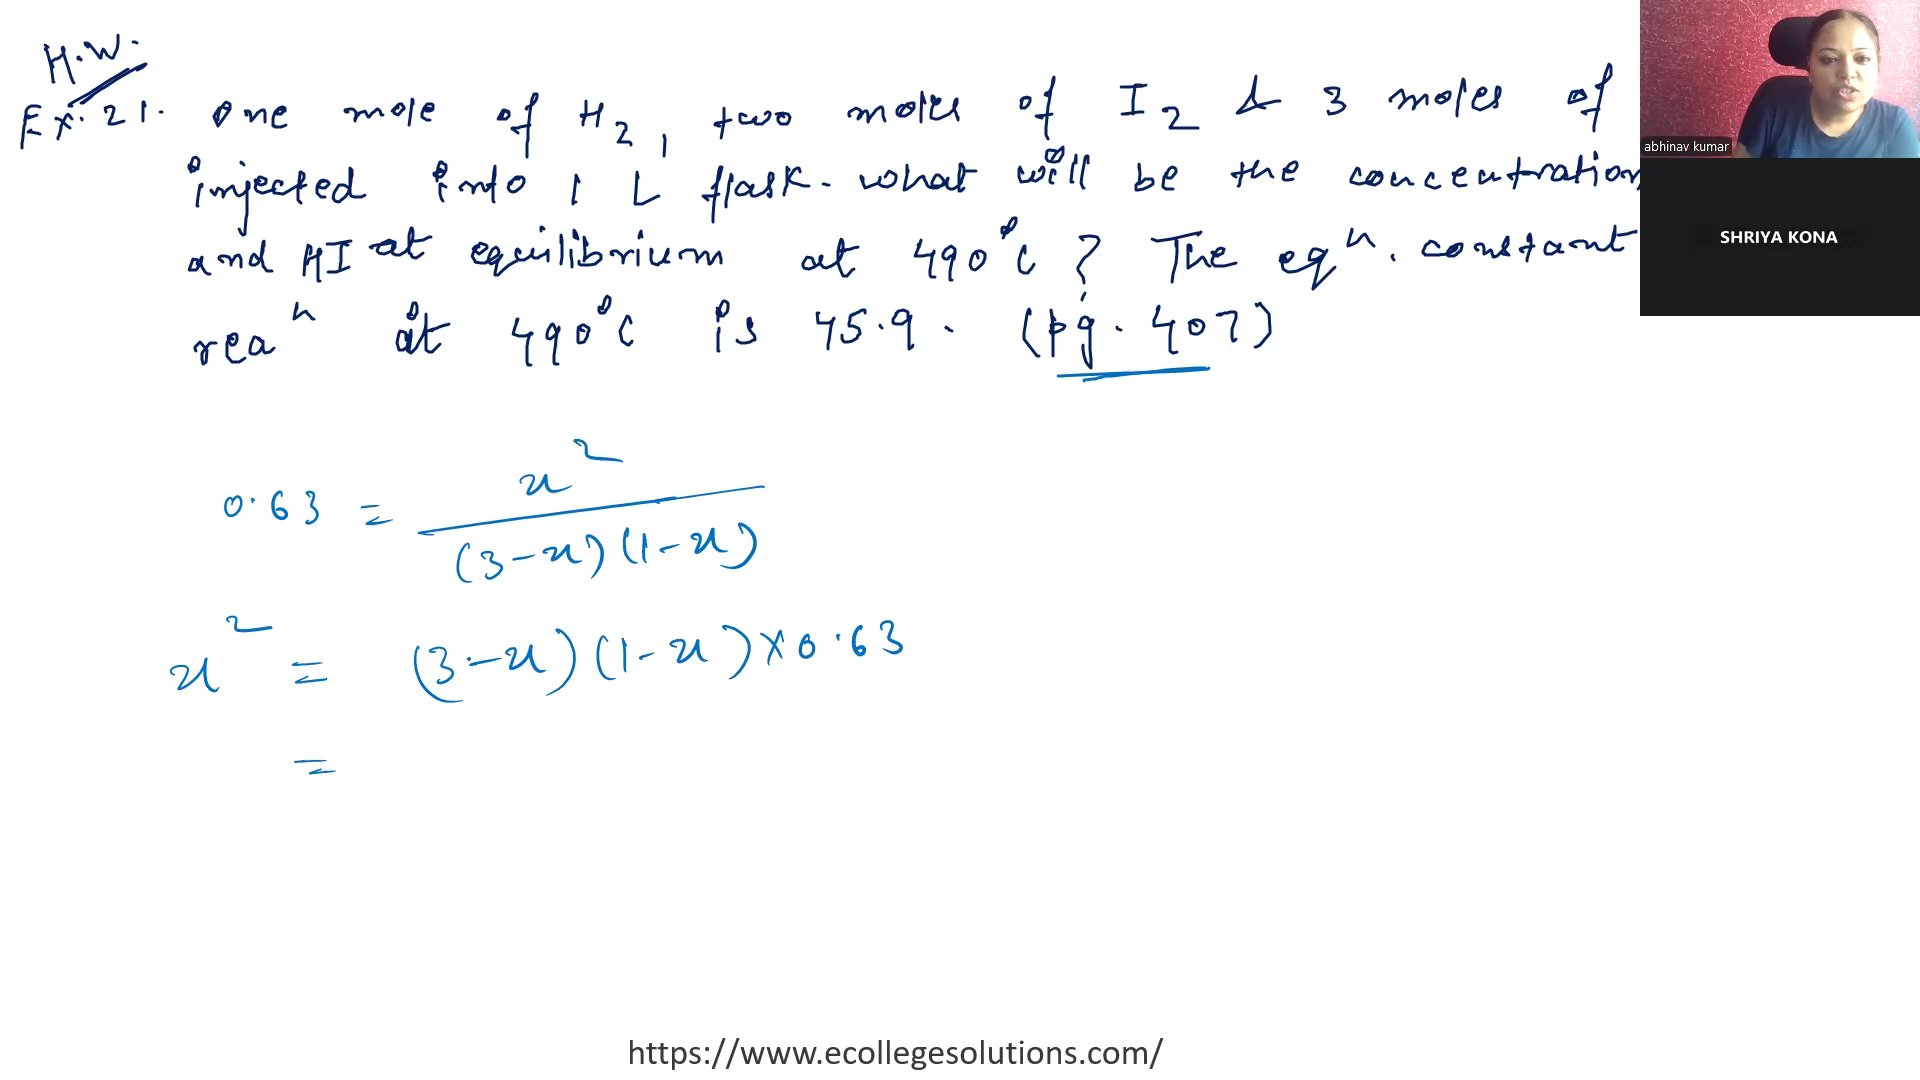 H.W.
Ex. 21. One mole of H₂, two moles of I₂ & 3 moles of
injected into 1 L flask. what will be the concentration
and HI at equilibrium at 490°C? The eqⁿ. constant
reaⁿ at 490°C is 45.9. (pg. 407)
0.63 = x² / (3-x)(1-x)
x² = (3-x)(1-x)×0.63
=
https://www.ecollegesolutions.com/
abhinav kumar
SHRIYA KONA